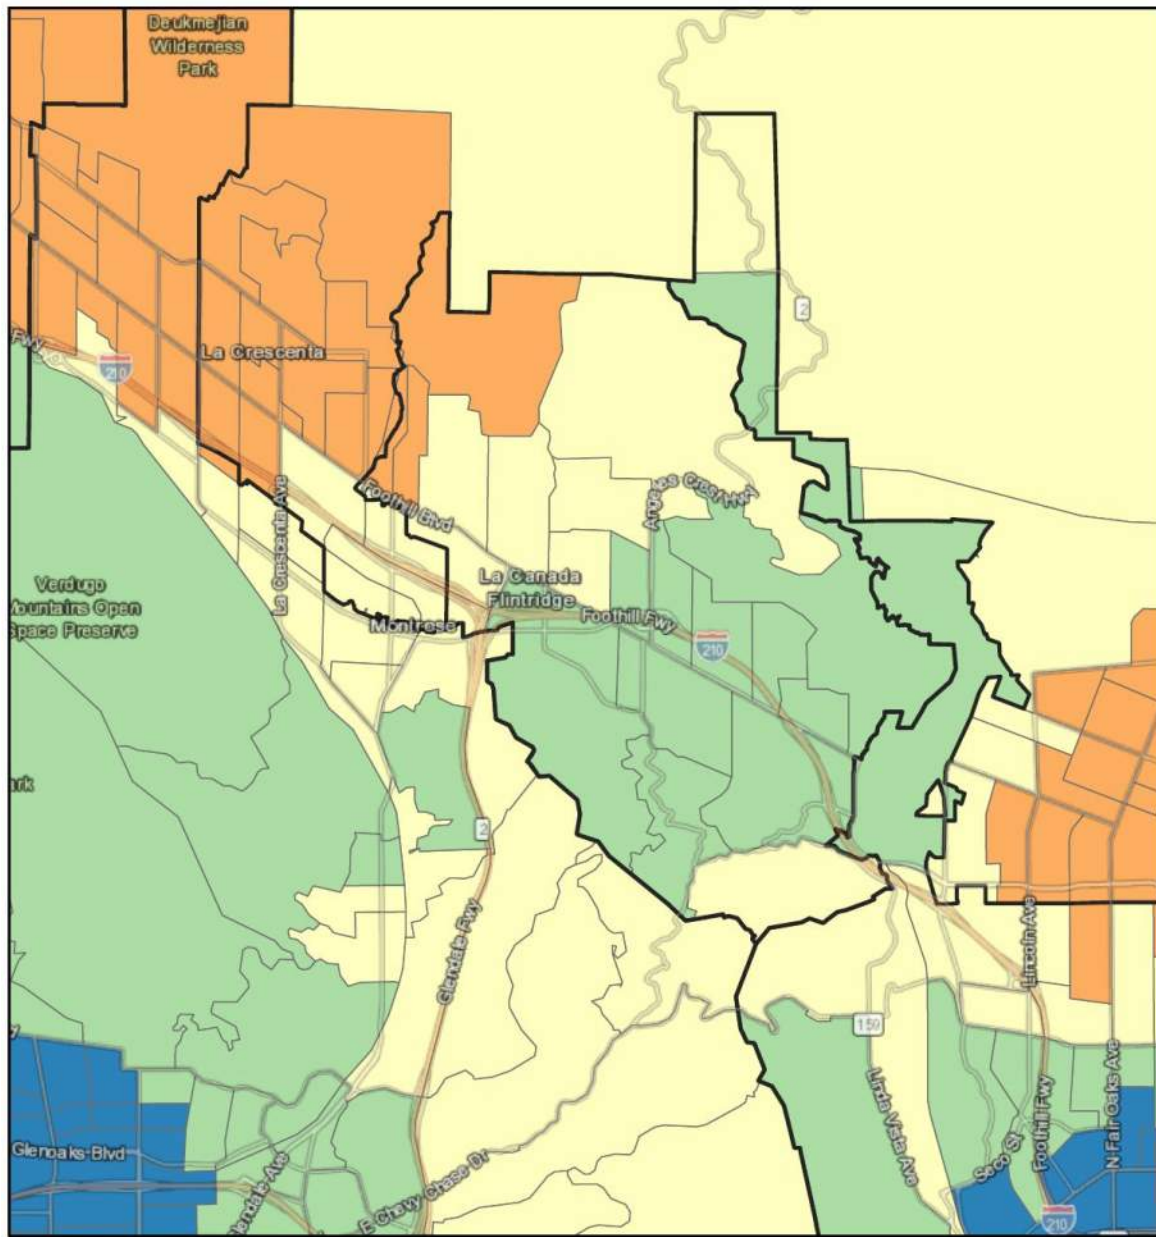 Deukmejian
Wilderness
Park
2
Fwy
La Crescenta
210
Foothill Blvd
Angeles Crest Hwy
La Crescenta Ave
La Canada
Flintridge
Foothill Fwy
Verdugo
Mountains Open
Space Preserve
Montrose
210
ark
2
Glendale Fwy
Lincoln Ave
159
Linda Vista Ave
Foothill Fwy
N Fair Oaks Ave
Glenoaks Blvd
Seco St
Glendale Ave
E Chevy Chase Dr
210